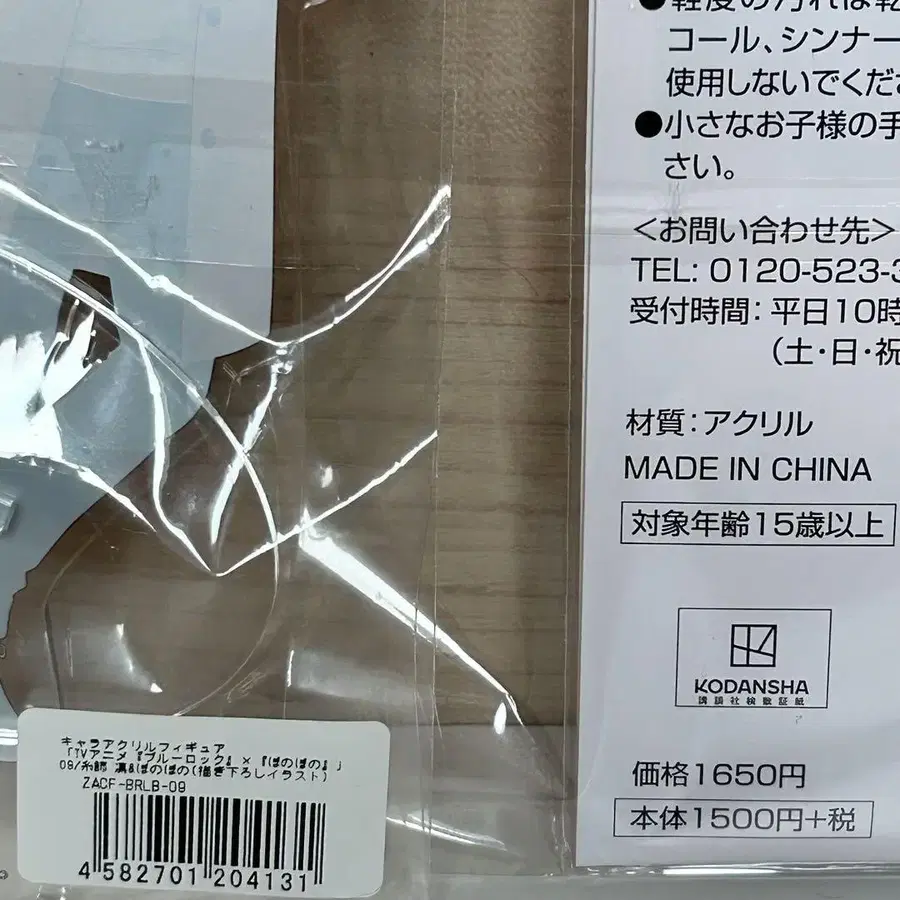 ●軽度の汚れは乾
コール、シンナー
使用しないでくださ
●小さなお子様の手
さい。
<お問い合わせ先>
TEL: 0120-523-3
受付時間：平日10時
（土・日・祝
材質：アクリル
MADE IN CHINA
対象年齢15歳以上
KODANSHA
講談社検数証紙
価格1650円
本体1500円+税
キャラアクリルフィギュア
「TVアニメ『ブルーロック』×『ぼのぼの』」
09/糸師 凛&ぼのぼの(描き下ろしイラスト)
ZACF-BRLB-09
4 582701 204131